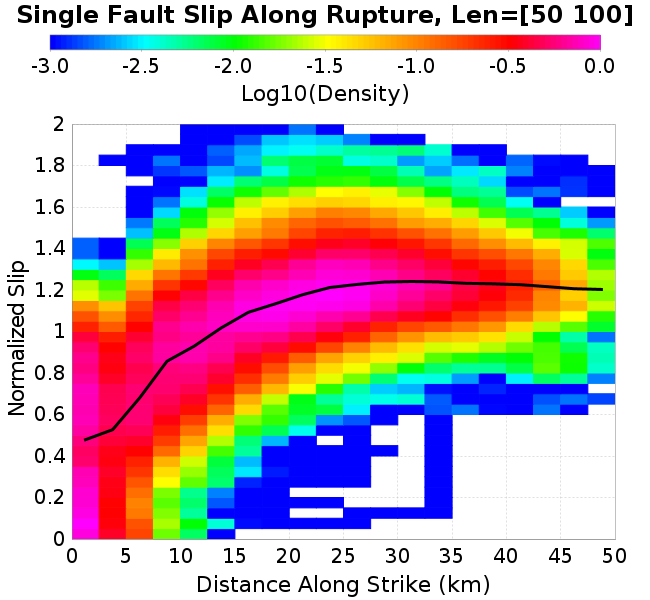 Single Fault Slip Along Rupture, Len=[50 100]
-3.0 -2.5 -2.0 -1.5 -1.0 -0.5 0.0
Log10(Density)
Normalized Slip
2
1.8
1.6
1.4
1.2
1
0.8
0.6
0.4
0.2
0
0 5 10 15 20 25 30 35 40 45 50
Distance Along Strike (km)